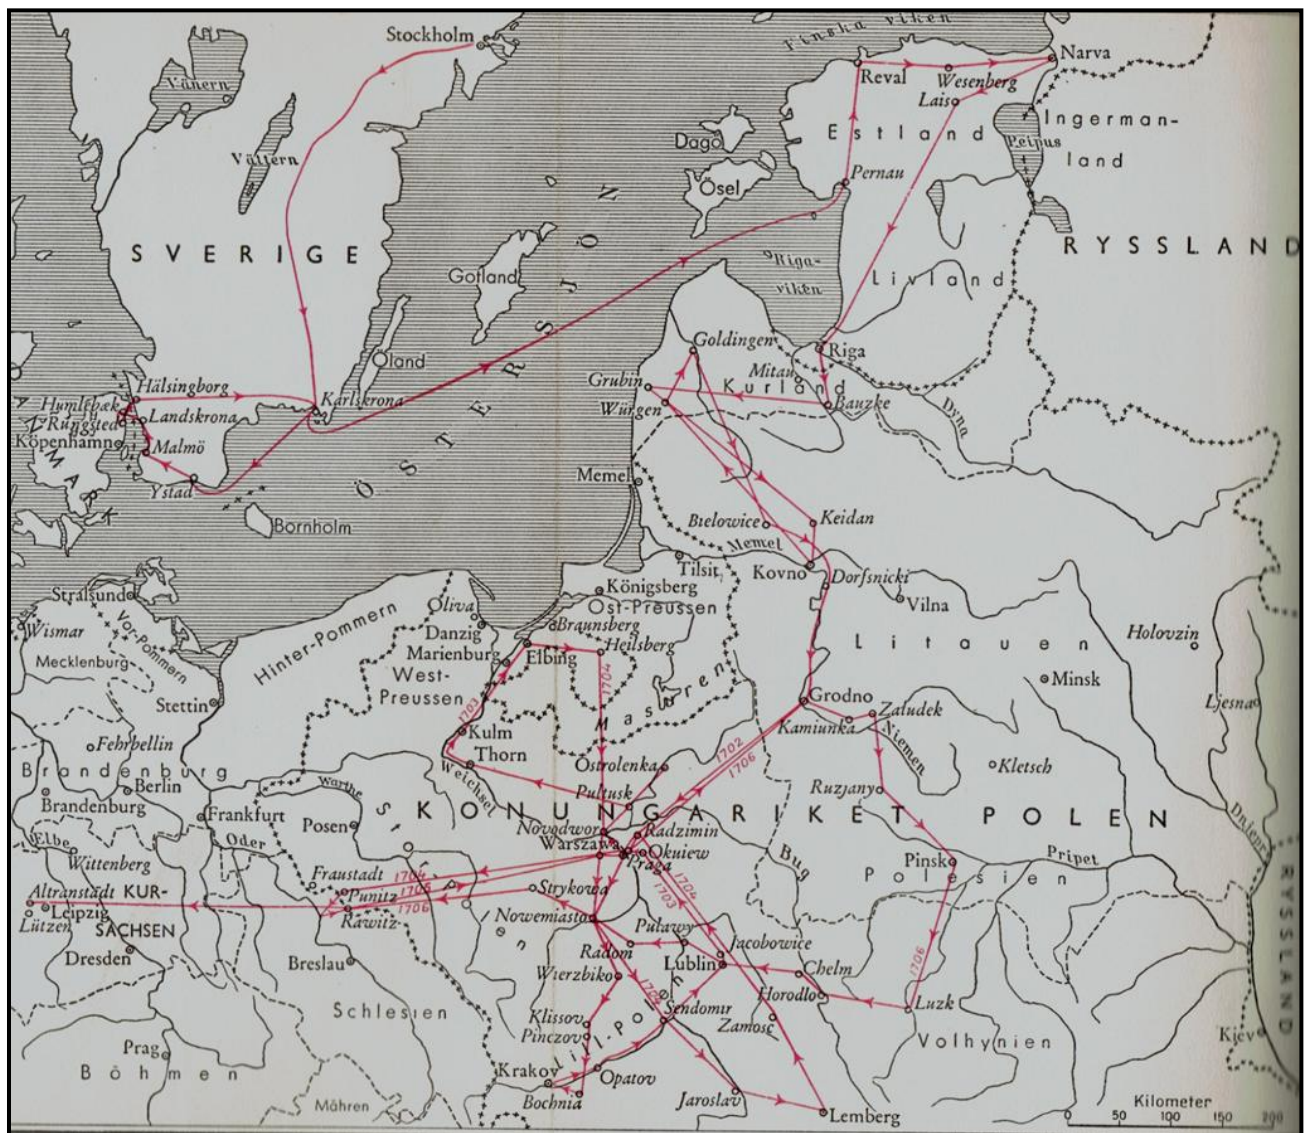 Stockholm
Finska viken
Narva
Reval
Wesenberg
Lais
Vänern
Ingerman-
land
Estland
Peipus
Dagö
Vättern
Ösel
Pernau
SVERIGE
RYSSLAND
Gotland
Riga-
viken
Livland
Öland
Goldingen
Riga
Mitau
Hälsingborg
Grubin
Kurland
Karlskrona
Humlebæk
Landskrona
Würgen
Bauzke
Rungsted
Düna
Köpenhamn
Malmö
DANMARK
ÖSTERSJÖN
Ystad
Memel
Bornholm
Bielowice
Keidan
Memel
Tilsit
Kovno
Dorfsnicki
Stralsund
Königsberg
Ost-Preussen
Vilna
Oliva
Wismar
Vor-Pommern
Hinter-Pommern
Danzig
Braunsberg
Holovzin
Mecklenburg
Marienburg
Elbing
Heilsberg
Litauen
West-
Preussen
1704
Minsk
Stettin
1703
Masuren
Grodno
Zaludek
Ljesna
Kamiunka
Kulm
Niemen
Fehrbellin
Thorn
1702
1706
Brandenburg
Weichsel
Ostrolenka
Kletsch
Berlin
Warthe
Pultusk
Ruzjany
Brandenburg
Frankfurt
Posen
KONUNGARIKET POLEN
Novodwor
Radzimin
Dniepr
Elbe
Oder
Warszawa
Okuiew
Praga
Bug
Pinsk
Pripet
Wittenberg
Polesien
Fraustadt
1704
1705
1704
1703
RYSSLAND
Altranstädt
KUR-
Punitz
1706
Strykowa
Leipzig
Rawitz
Nowemiasto
Lützen
SACHSEN
Puławy
Jacobowice
Dresden
Breslau
Radom
Lublin
Chelm
1706
Wierzbiko
1704
Horodlo
Luzk
Schlesien
Klissov
Sendomir
Zamosć
Pinczov
Volhynien
Kiev
Prag
Böhmen
Krakov
Opatov
Bochnia
Jaroslav
Mähren
Lemberg
Kilometer
0 50 100 150 200